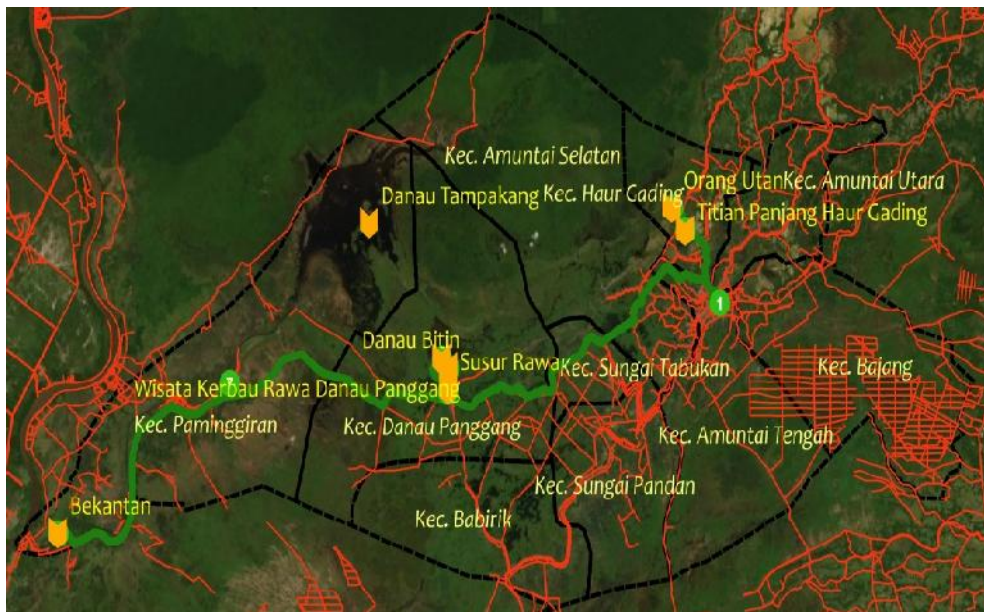 Kec. Amuntai Selatan
Danau Tampakang
Kec. Haur Gading
Orang Utan
Kec. Amuntai Utara
Titian Panjang Haur Gading
1
Danau Bitin
Susur Rawa
Kec. Sungai Tabukan
Kec. Bajang
7
Wisata Kerbau Rawa Danau Panggang
Kec. Paminggiran
Kec. Danau Panggang
Kec. Amuntai Tengah
Kec. Sungai Pandan
Bekantan
Kec. Babirik